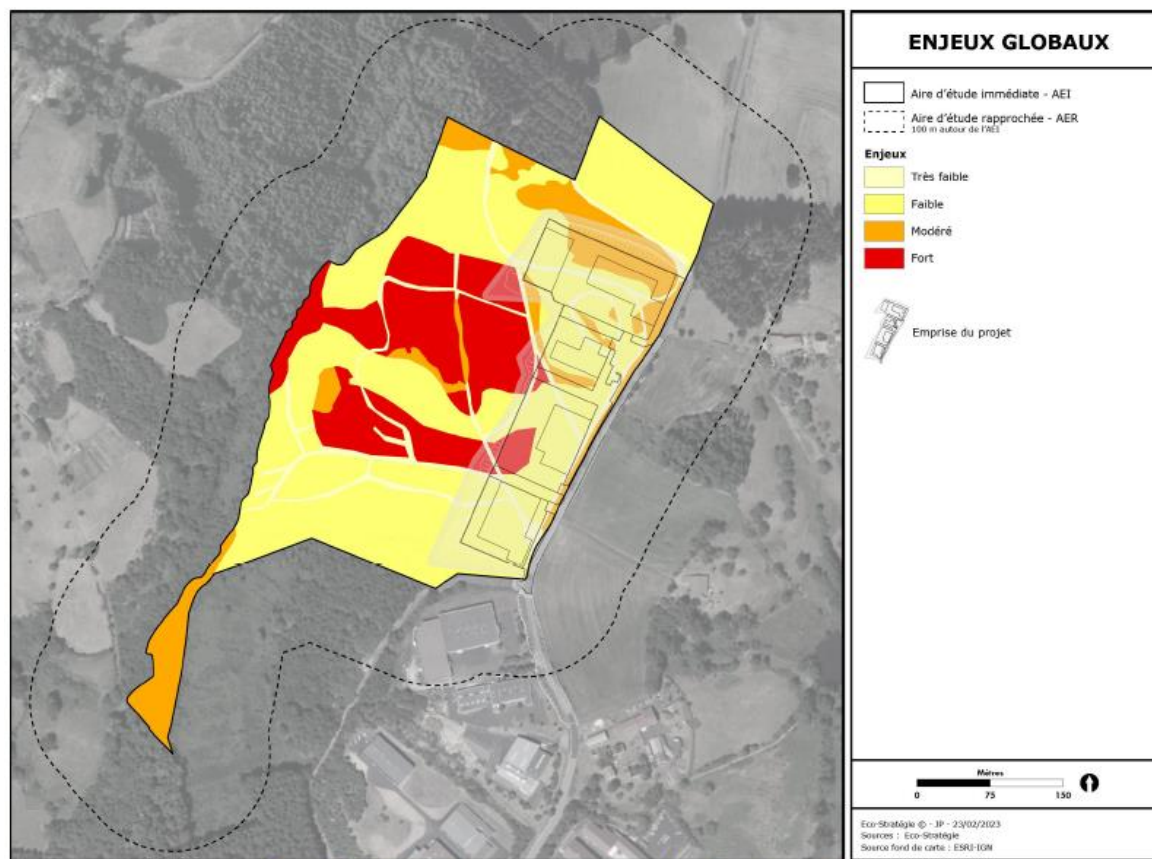 ENJEUX GLOBAUX
Aire d'étude immédiate - AEI
Aire d'étude rapprochée - AER
100 m autour de l'AEI
Enjeux
Très faible
Faible
Modéré
Fort
Emprise du projet
Mètres
0 75 150
Eco-Stratégie © - JP - 23/02/2023
Sources : Eco-Stratégie
Source fond de carte : ESRI-IGN